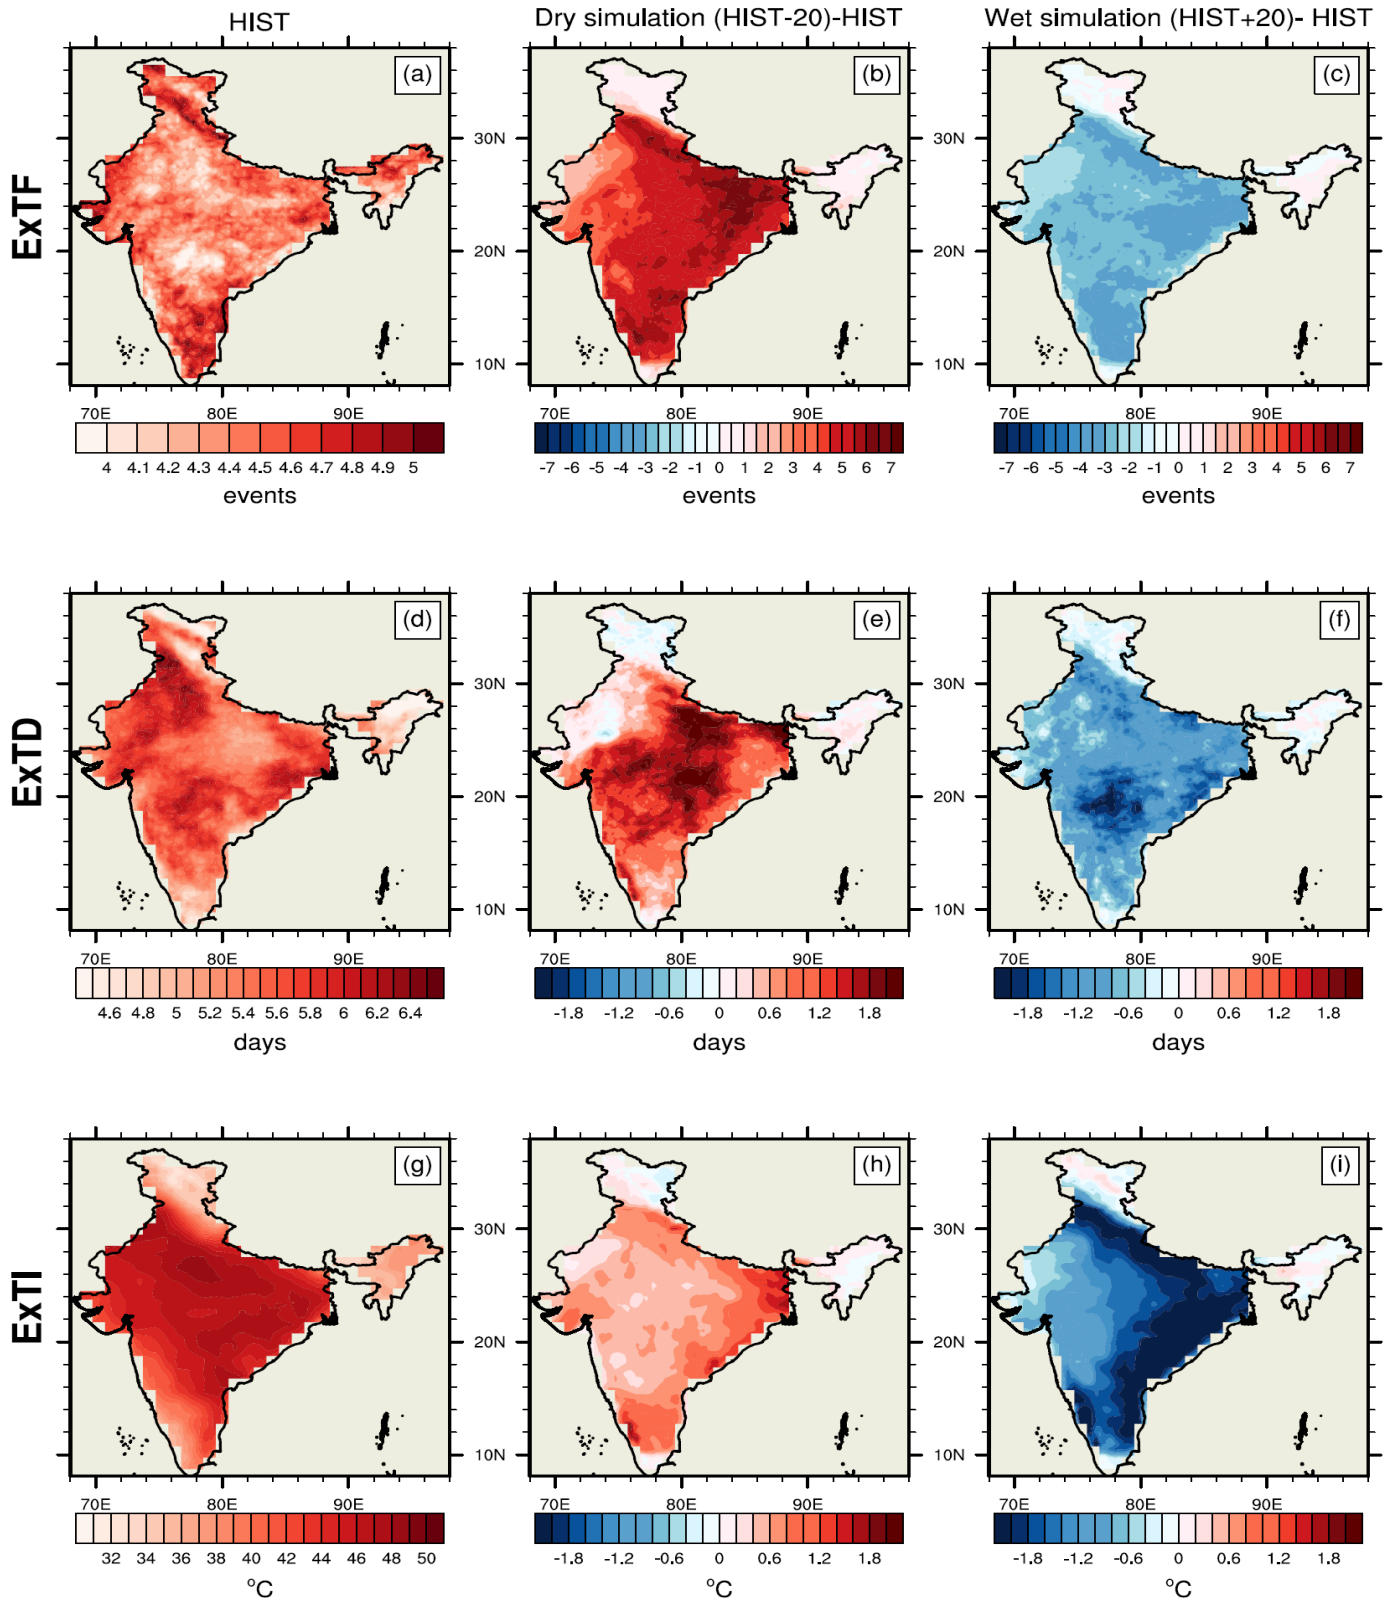 HIST
Dry simulation (HIST-20)-HIST
Wet simulation (HIST+20)- HIST
ExTF
(a)
(b)
(c)
30N
30N
20N
20N
10N
10N
70E 80E 90E
70E 80E 90E
70E 80E 90E
4 4.1 4.2 4.3 4.4 4.5 4.6 4.7 4.8 4.9 5
-7 -6 -5 -4 -3 -2 -1 0 1 2 3 4 5 6 7
-7 -6 -5 -4 -3 -2 -1 0 1 2 3 4 5 6 7
events
events
events
ExTD
(d)
(e)
(f)
30N
30N
20N
20N
10N
10N
70E 80E 90E
70E 80E 90E
70E 80E 90E
4.6 4.8 5 5.2 5.4 5.6 5.8 6 6.2 6.4
-1.8 -1.2 -0.6 0 0.6 1.2 1.8
-1.8 -1.2 -0.6 0 0.6 1.2 1.8
days
days
days
ExTI
(g)
(h)
(i)
30N
30N
20N
20N
10N
10N
70E 80E 90E
70E 80E 90E
70E 80E 90E
32 34 36 38 40 42 44 46 48 50
-1.8 -1.2 -0.6 0 0.6 1.2 1.8
-1.8 -1.2 -0.6 0 0.6 1.2 1.8
°C
°C
°C